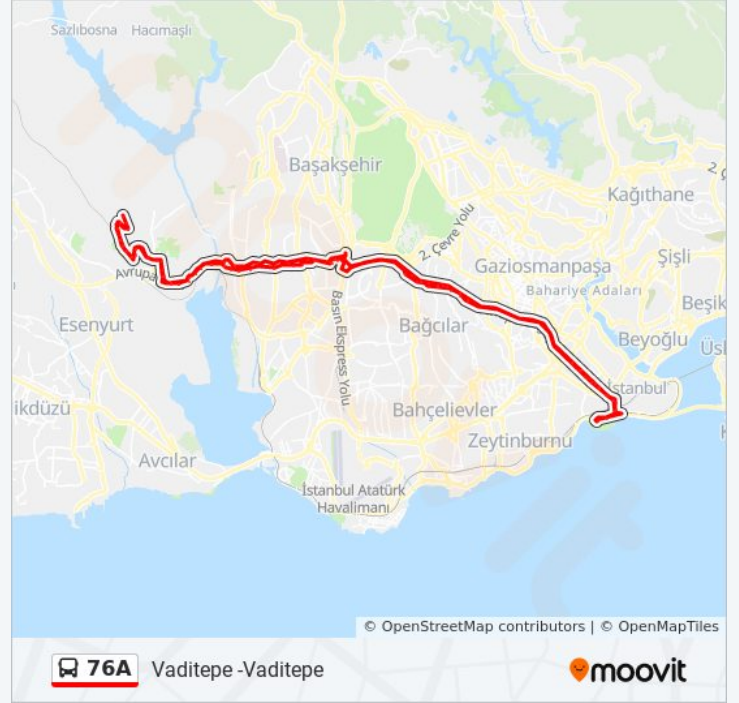 Sazlıbosna
Hacımaşlı
Başakşehir
Kağıthane
2. Çevre Yolu
Gaziosmanpaşa
Şişli
Avrupa
Bahariye Adaları
Beşik
Esenyurt
Basın Ekspress Yolu
Bağcılar
Beyoğlu
Üsk
İstanbul
ikdüzü
Bahçelievler
Zeytinburnu
Avcılar
İstanbul Atatürk
Havalimanı
© OpenStreetMap contributors | © OpenMapTiles
76A
Vaditepe -Vaditepe
moovit